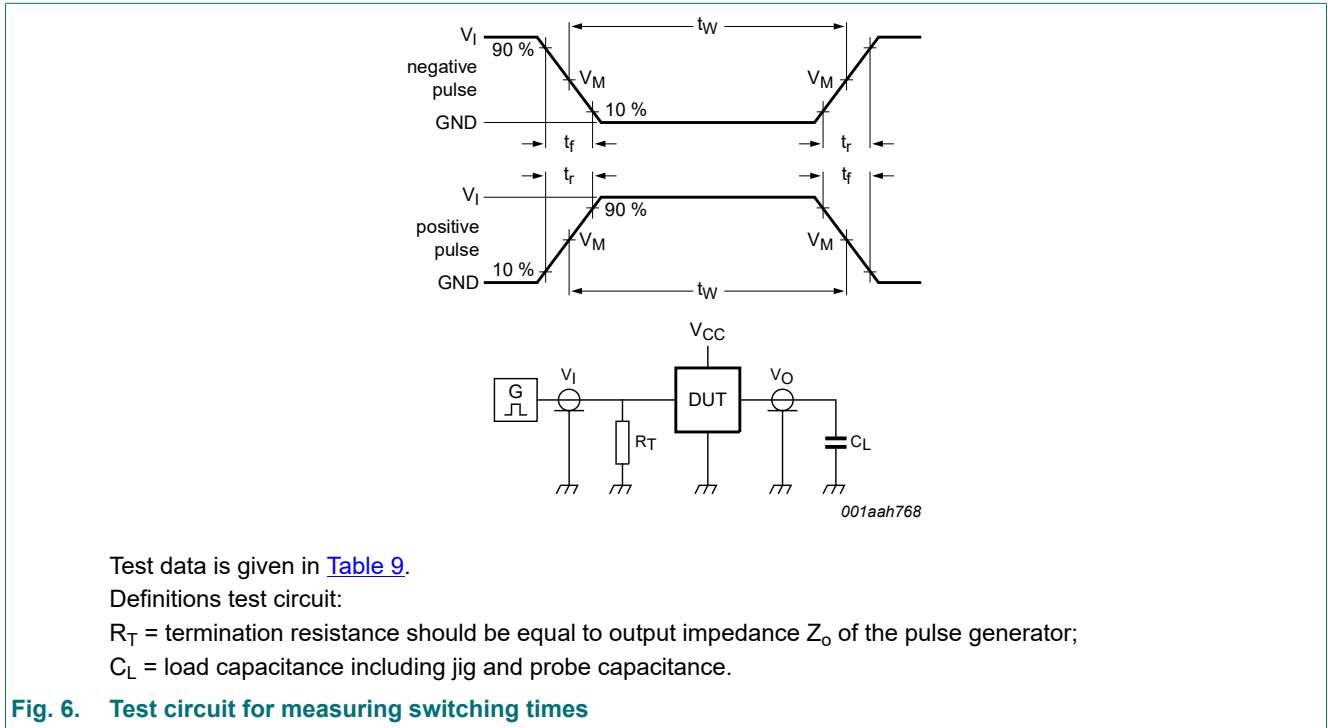 VI
90 %
negative
pulse
GND
tW
VM
VM
10 %
tf
tr
tr
tf
VI
positive
pulse
GND
90 %
VM
VM
10 %
tW
VCC
G
VI
DUT
VO
RT
CL
001aah768
Test data is given in Table 9.
Definitions test circuit:
RT = termination resistance should be equal to output impedance Zo of the pulse generator;
CL = load capacitance including jig and probe capacitance.
Fig. 6. Test circuit for measuring switching times